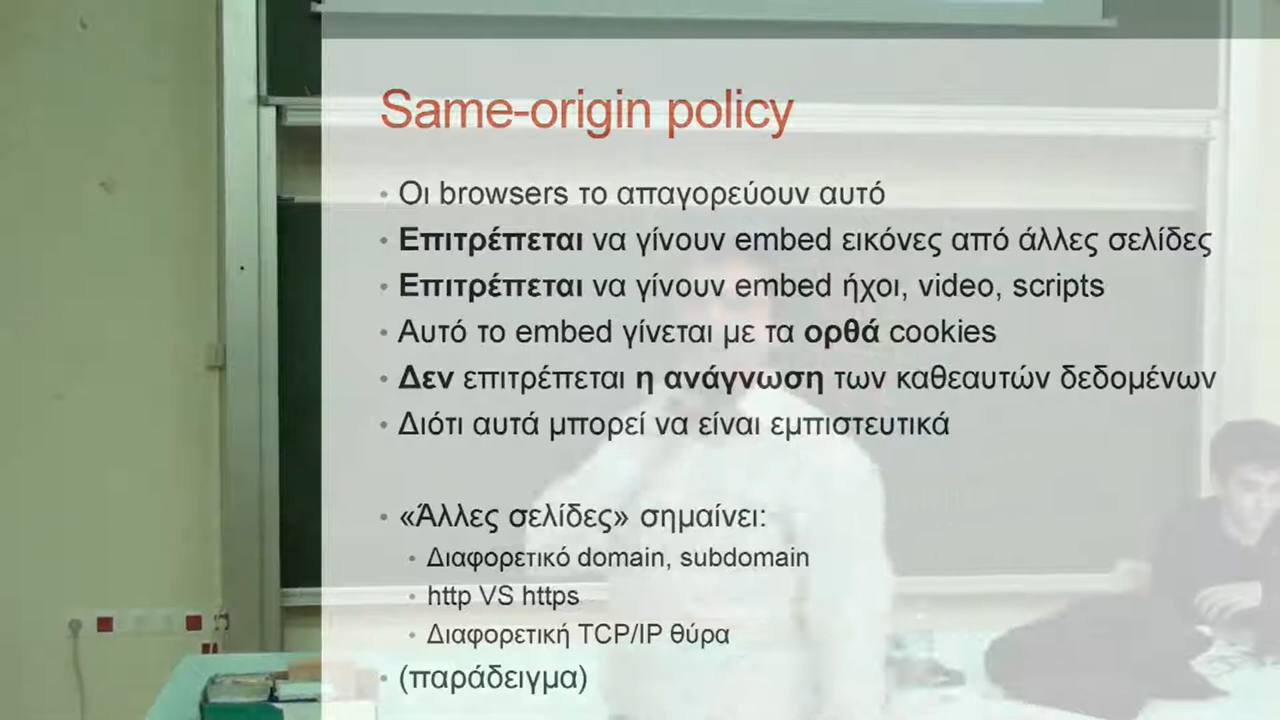 Same-origin policy
• Οι browsers το απαγορεύουν αυτό
• Επιτρέπεται να γίνουν embed εικόνες από άλλες σελίδες
• Επιτρέπεται να γίνουν embed ήχοι, video, scripts
• Αυτό το embed γίνεται με τα ορθά cookies
• Δεν επιτρέπεται η ανάγνωση των καθεαυτών δεδομένων
• Διότι αυτά μπορεί να είναι εμπιστευτικά
• «Άλλες σελίδες» σημαίνει:
• Διαφορετικό domain, subdomain
• http VS https
• Διαφορετική TCP/IP θύρα
• (παράδειγμα)